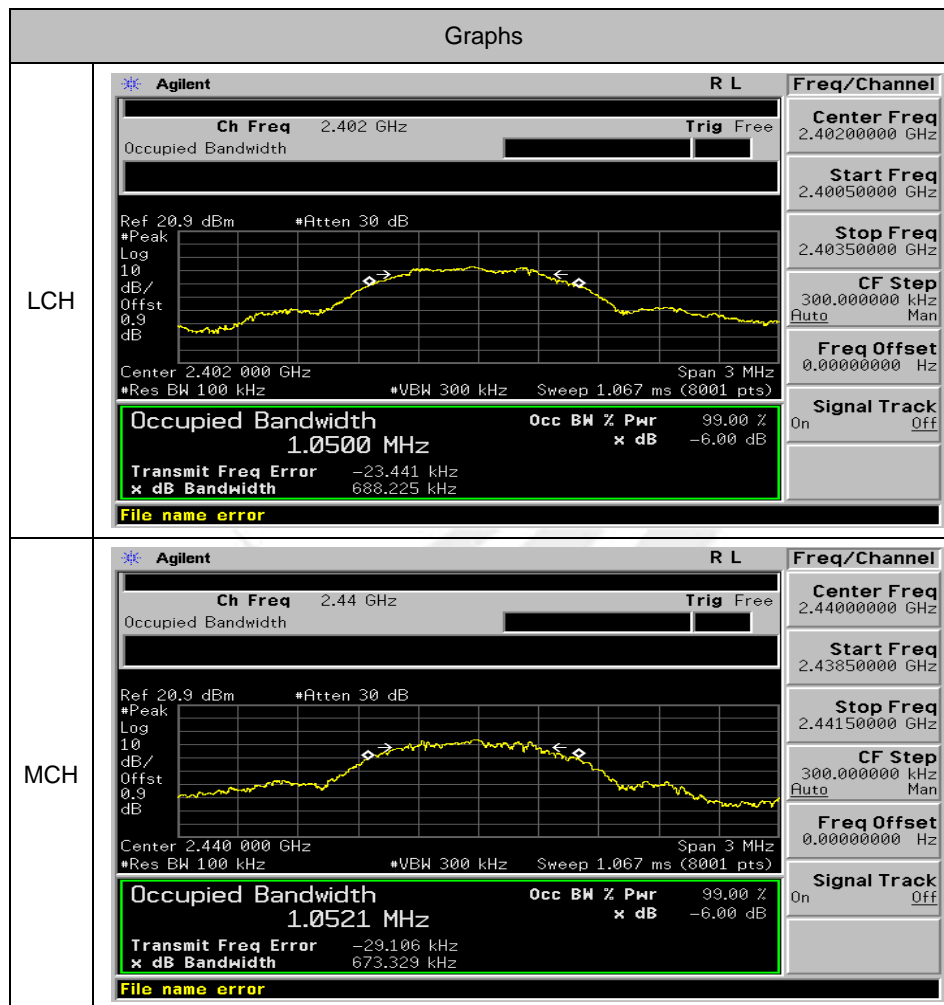 Graphs
LCH
Agilent R L Freq/Channel
Ch Freq 2.402 GHz Trig Free
Occupied Bandwidth
Center Freq
2.40200000 GHz
Start Freq
2.40050000 GHz
Stop Freq
2.40350000 GHz
CF Step
300.000000 kHz
Auto Man
Freq Offset
0.00000000 Hz
Signal Track
On Off
Ref 20.9 dBm #Atten 30 dB
#Peak
Log
10
dB/
Offst
0.9
dB
Center 2.402 000 GHz Span 3 MHz
#Res BW 100 kHz #VBW 300 kHz Sweep 1.067 ms (8001 pts)
Occupied Bandwidth Occ BW % Pwr 99.00 %
1.0500 MHz x dB -6.00 dB
Transmit Freq Error -23.441 kHz
x dB Bandwidth 688.225 kHz
File name error
MCH
Agilent R L Freq/Channel
Ch Freq 2.44 GHz Trig Free
Occupied Bandwidth
Center Freq
2.44000000 GHz
Start Freq
2.43850000 GHz
Stop Freq
2.44150000 GHz
CF Step
300.000000 kHz
Auto Man
Freq Offset
0.00000000 Hz
Signal Track
On Off
Ref 20.9 dBm #Atten 30 dB
#Peak
Log
10
dB/
Offst
0.9
dB
Center 2.440 000 GHz Span 3 MHz
#Res BW 100 kHz #VBW 300 kHz Sweep 1.067 ms (8001 pts)
Occupied Bandwidth Occ BW % Pwr 99.00 %
1.0521 MHz x dB -6.00 dB
Transmit Freq Error -29.106 kHz
x dB Bandwidth 673.329 kHz
File name error